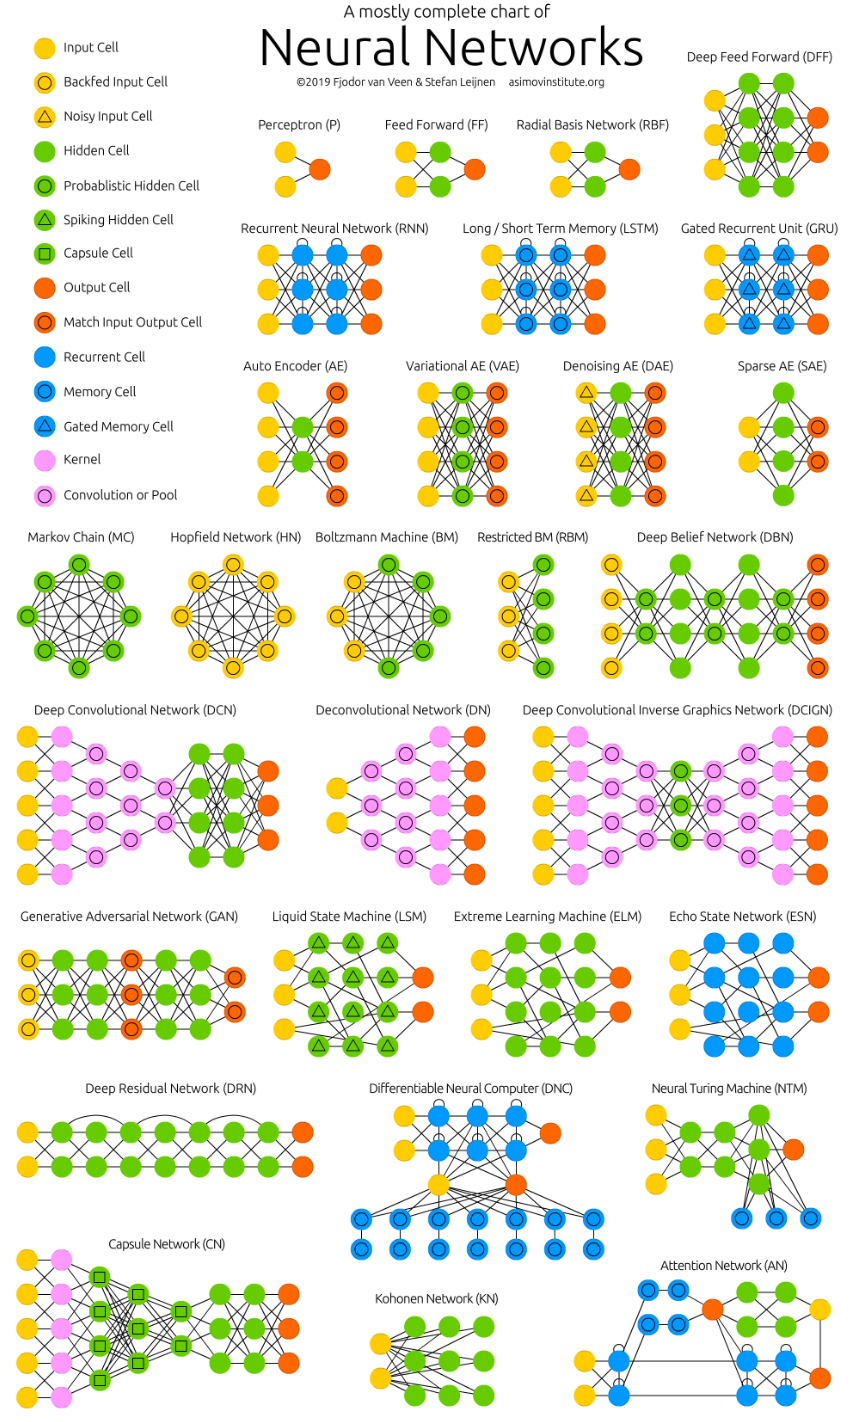 A mostly complete chart of
Neural Networks
©2019 Fjodor van Veen & Stefan Leijnen asimovinstitute.org
Input Cell
Backfed Input Cell
Noisy Input Cell
Hidden Cell
Probablistic Hidden Cell
Spiking Hidden Cell
Capsule Cell
Output Cell
Match Input Output Cell
Recurrent Cell
Memory Cell
Gated Memory Cell
Kernel
Convolution or Pool
Perceptron (P)
Feed Forward (FF)
Radial Basis Network (RBF)
Deep Feed Forward (DFF)
Recurrent Neural Network (RNN)
Long / Short Term Memory (LSTM)
Gated Recurrent Unit (GRU)
Auto Encoder (AE)
Variational AE (VAE)
Denoising AE (DAE)
Sparse AE (SAE)
Markov Chain (MC)
Hopfield Network (HN)
Boltzmann Machine (BM)
Restricted BM (RBM)
Deep Belief Network (DBN)
Deep Convolutional Network (DCN)
Deconvolutional Network (DN)
Deep Convolutional Inverse Graphics Network (DCIGN)
Generative Adversarial Network (GAN)
Liquid State Machine (LSM)
Extreme Learning Machine (ELM)
Echo State Network (ESN)
Deep Residual Network (DRN)
Differentiable Neural Computer (DNC)
Neural Turing Machine (NTM)
Capsule Network (CN)
Kohonen Network (KN)
Attention Network (AN)